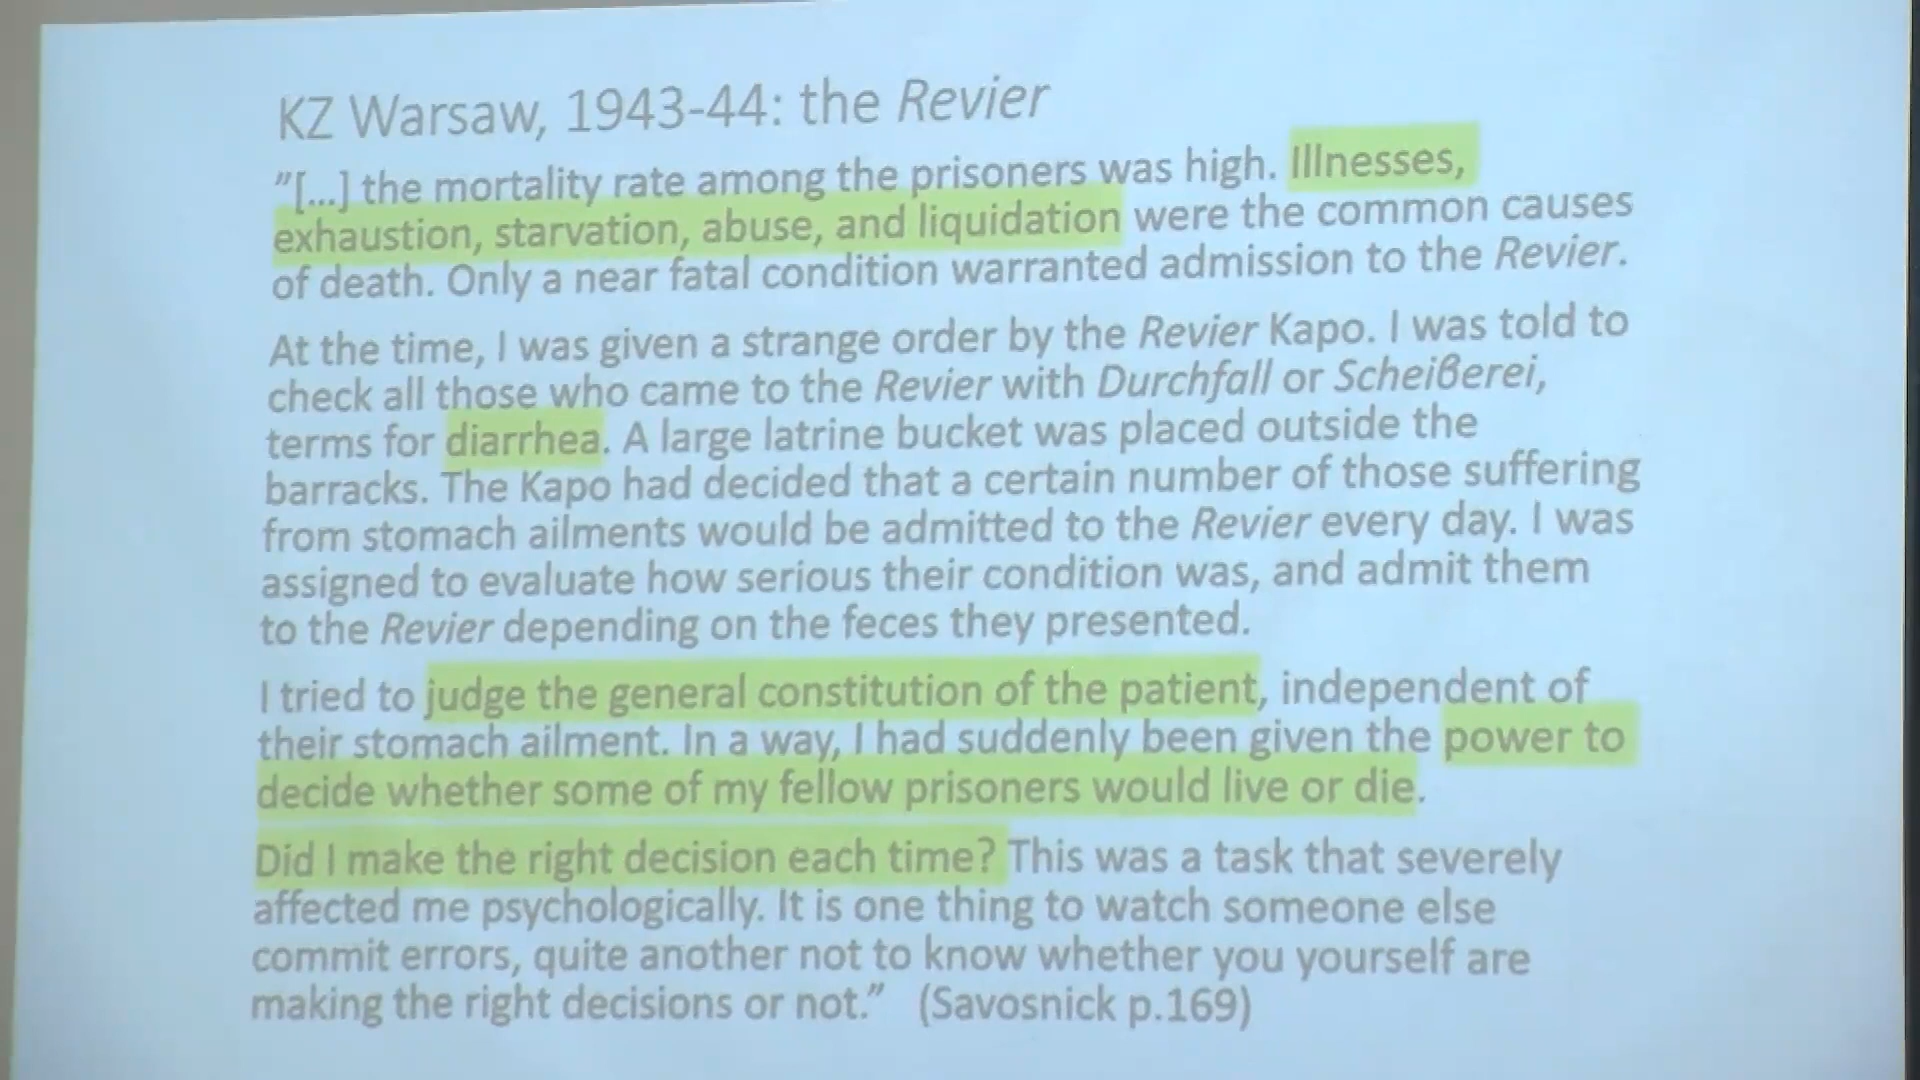 KZ Warsaw, 1943-44: the Revier
"[...] the mortality rate among the prisoners was high. Illnesses,
exhaustion, starvation, abuse, and liquidation were the common causes
of death. Only a near fatal condition warranted admission to the Revier.
At the time, I was given a strange order by the Revier Kapo. I was told to
check all those who came to the Revier with Durchfall or Scheißerei,
terms for diarrhea. A large latrine bucket was placed outside the
barracks. The Kapo had decided that a certain number of those suffering
from stomach ailments would be admitted to the Revier every day. I was
assigned to evaluate how serious their condition was, and admit them
to the Revier depending on the feces they presented.
I tried to judge the general constitution of the patient, independent of
their stomach ailment. In a way, I had suddenly been given the power to
decide whether some of my fellow prisoners would live or die.
Did I make the right decision each time? This was a task that severely
affected me psychologically. It is one thing to watch someone else
commit errors, quite another not to know whether you yourself are
making the right decisions or not." (Savosnick p.169)